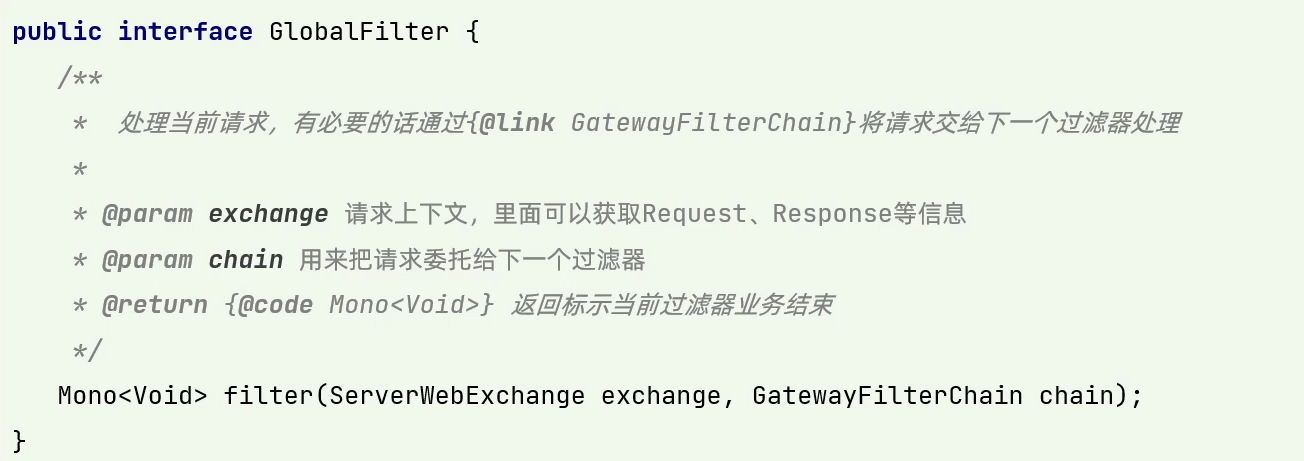 public interface GlobalFilter {
/**
*  处理当前请求，有必要的话通过{@link GatewayFilterChain}将请求交给下一个过滤器处理
*
* @param exchange 请求上下文，里面可以获取Request、Response等信息
* @param chain 用来把请求委托给下一个过滤器
* @return {@code Mono<Void>} 返回标示当前过滤器业务结束
*/
Mono<Void> filter(ServerWebExchange exchange, GatewayFilterChain chain);
}